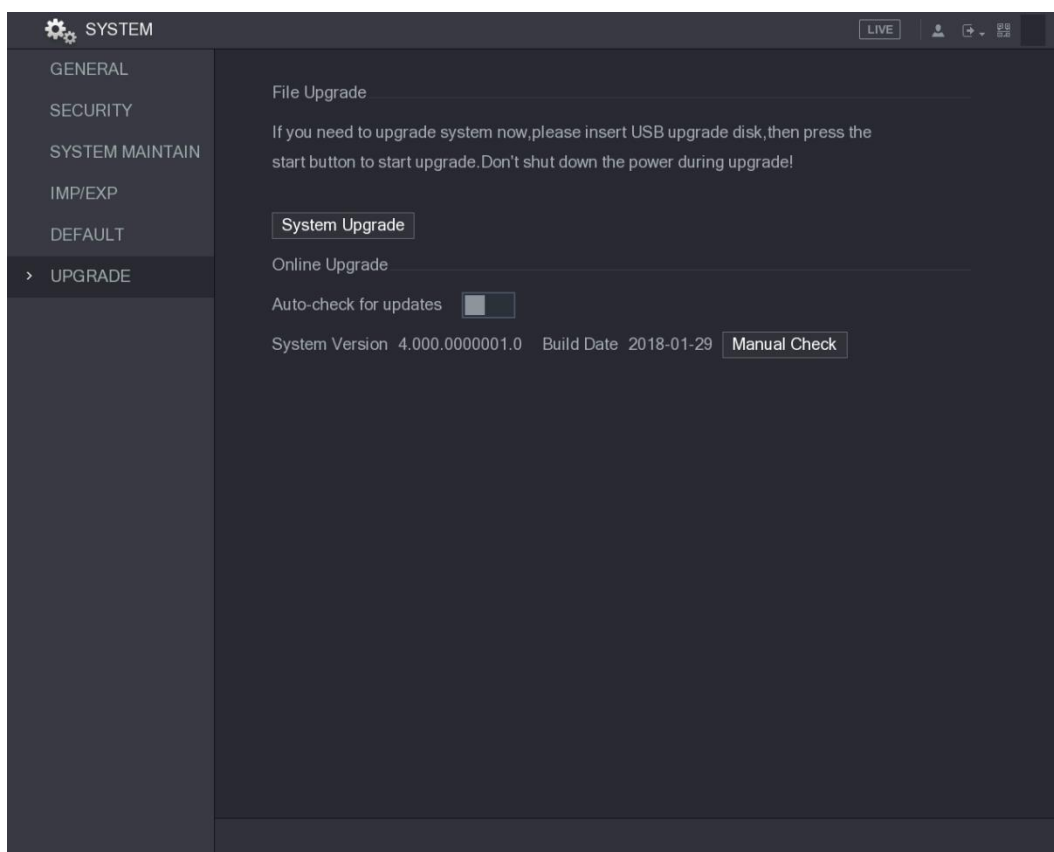 SYSTEM
LIVE
GENERAL
SECURITY
SYSTEM MAINTAIN
IMP/EXP
DEFAULT
UPGRADE
File Upgrade
If you need to upgrade system now,please insert USB upgrade disk,then press the
start button to start upgrade.Don't shut down the power during upgrade!
System Upgrade
Online Upgrade
Auto-check for updates
System Version 4.000.0000001.0 Build Date 2018-01-29 Manual Check